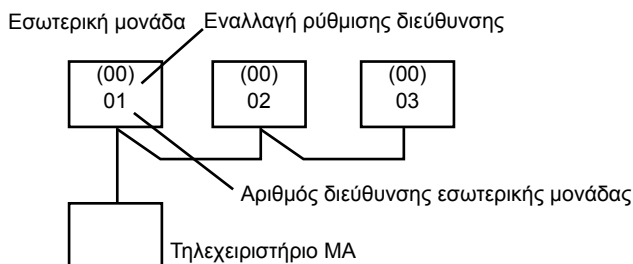 Εσωτερική μονάδα Εναλλαγή ρύθμισης διεύθυνσης
(00) (00) (00)
01 02 03
Αριθμός διεύθυνσης εσωτερικής μονάδας
Τηλεχειριστήριο MA